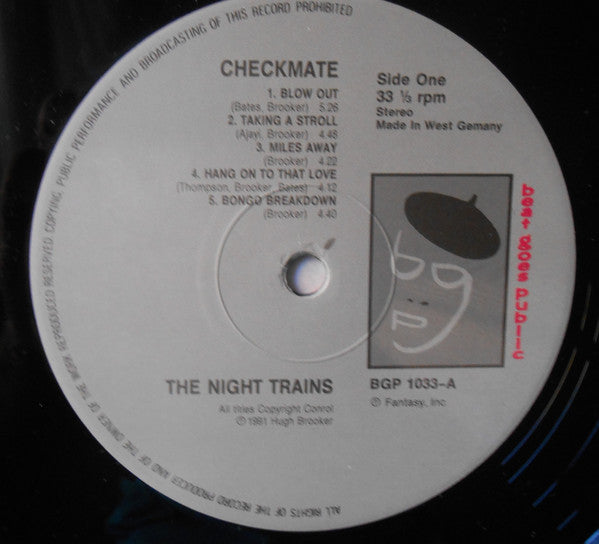 ALL RIGHTS OF THE RECORD PRODUCER AND OF THE OWNER OF THE WORK REPRODUCED RESERVED. COPYING, PUBLIC PERFORMANCE AND BROADCASTING OF THIS RECORD PROHIBITED
CHECKMATE
1. BLOW OUT
(Bates, Brooker) 5.26
2. TAKING A STROLL
(Ajayi, Brooker) 4.48
3. MILES AWAY
(Brooker) 4.22
4. HANG ON TO THAT LOVE
(Thompson, Brooker, Bates) 4.12
5. BONGO BREAKDOWN
(Brooker) 4.40
Side One
33 ⅓ rpm
Stereo
Made In West Gemany
bgp
beat goes public
THE NIGHT TRAINS
All titles Copyright Conrol
℗ 1991 Hugh Brooker
BGP 1033-A
℗ Fantasy, Inc